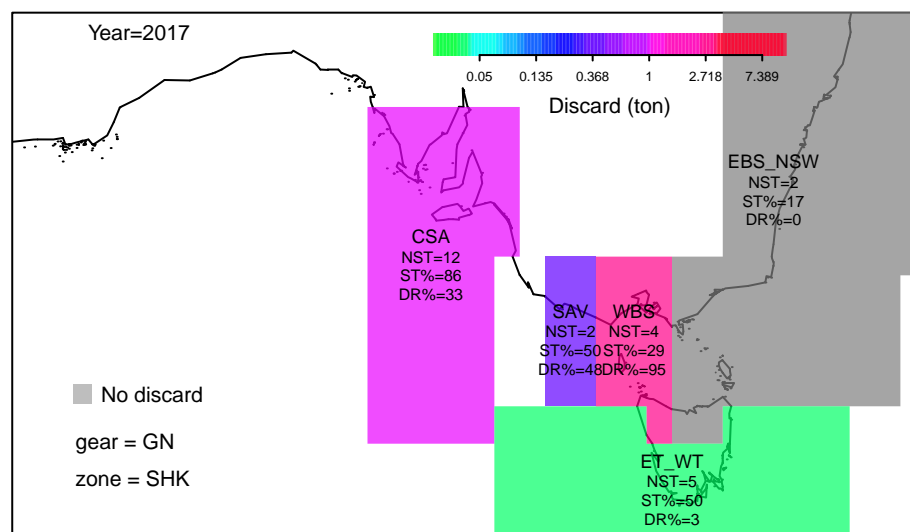 Year=2017
0.05 0.135 0.368 1 2.718 7.389
Discard (ton)
EBS_NSW
NST=2
ST%=17
DR%=0
CSA
NST=12
ST%=86
DR%=33
SAV
NST=2
ST%=50
DR%=48
WBS
NST=4
ST%=29
DR%=95
No discard
gear = GN
zone = SHK
ET_WT
NST=5
ST%=50
DR%=3